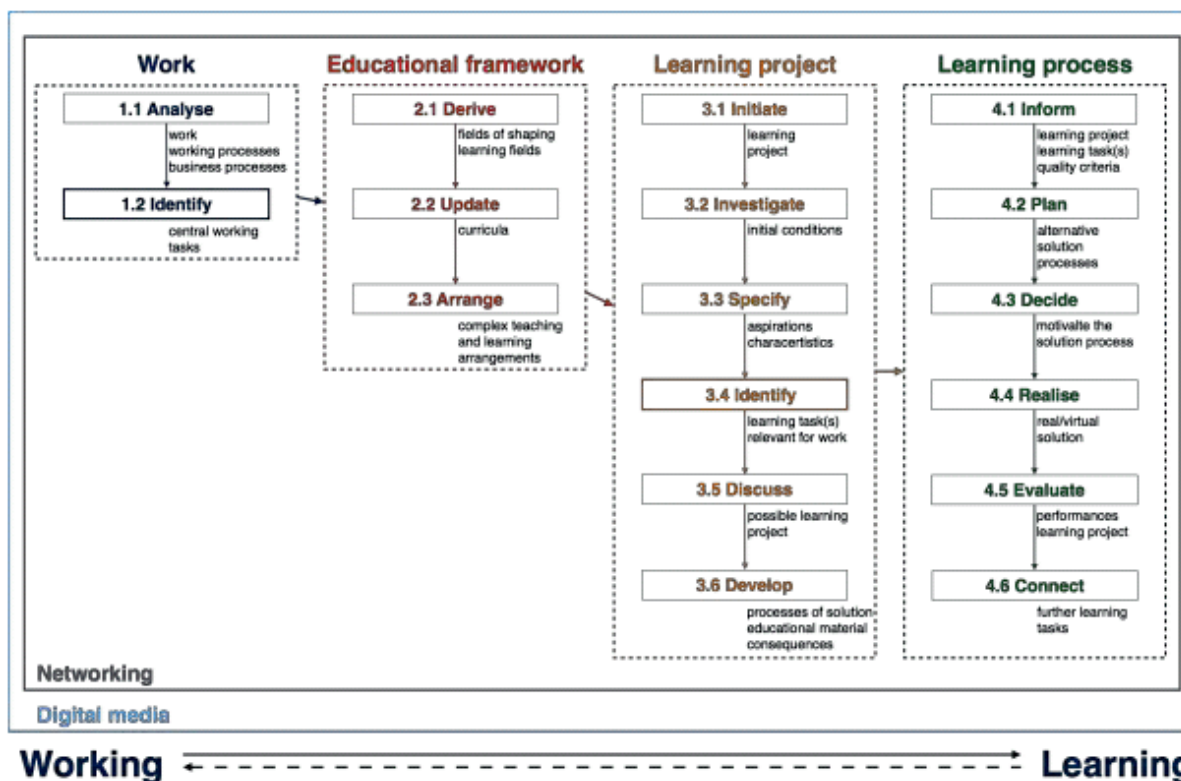 Work
1.1 Analyse
work
working processes
business processes
1.2 Identify
central working
tasks
Educational framework
2.1 Derive
fields of shaping
learning fields
2.2 Update
curricula
2.3 Arrange
complex teaching
and learning
arrangements
Learning project
3.1 Initiate
learning
project
3.2 Investigate
initial conditions
3.3 Specify
aspirations
characertistics
3.4 Identify
learning task(s)
relevant for work
3.5 Discuss
possible learning
project
3.6 Develop
processes of solution
educational material
consequences
Learning process
4.1 Inform
learning project
learning task(s)
quality criteria
4.2 Plan
alternative
solution
processes
4.3 Decide
motivalte the
solution process
4.4 Realise
real/virtual
solution
4.5 Evaluate
performances
learning project
4.6 Connect
further learning
tasks
Networking
Digital media
Working
Learning